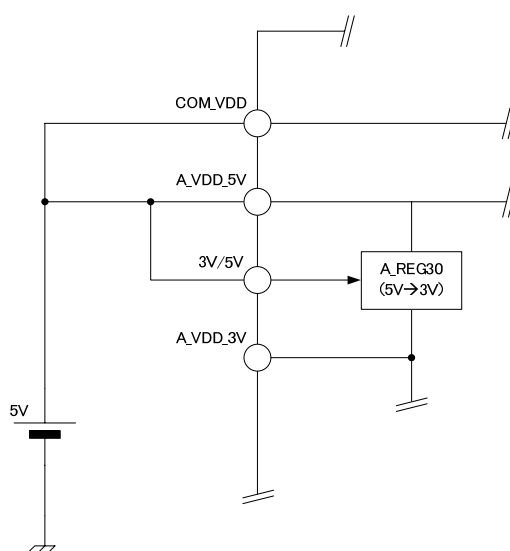 COM_VDD
A_VDD_5V
3V/5V
A_REG30
(5V→3V)
A_VDD_3V
5V